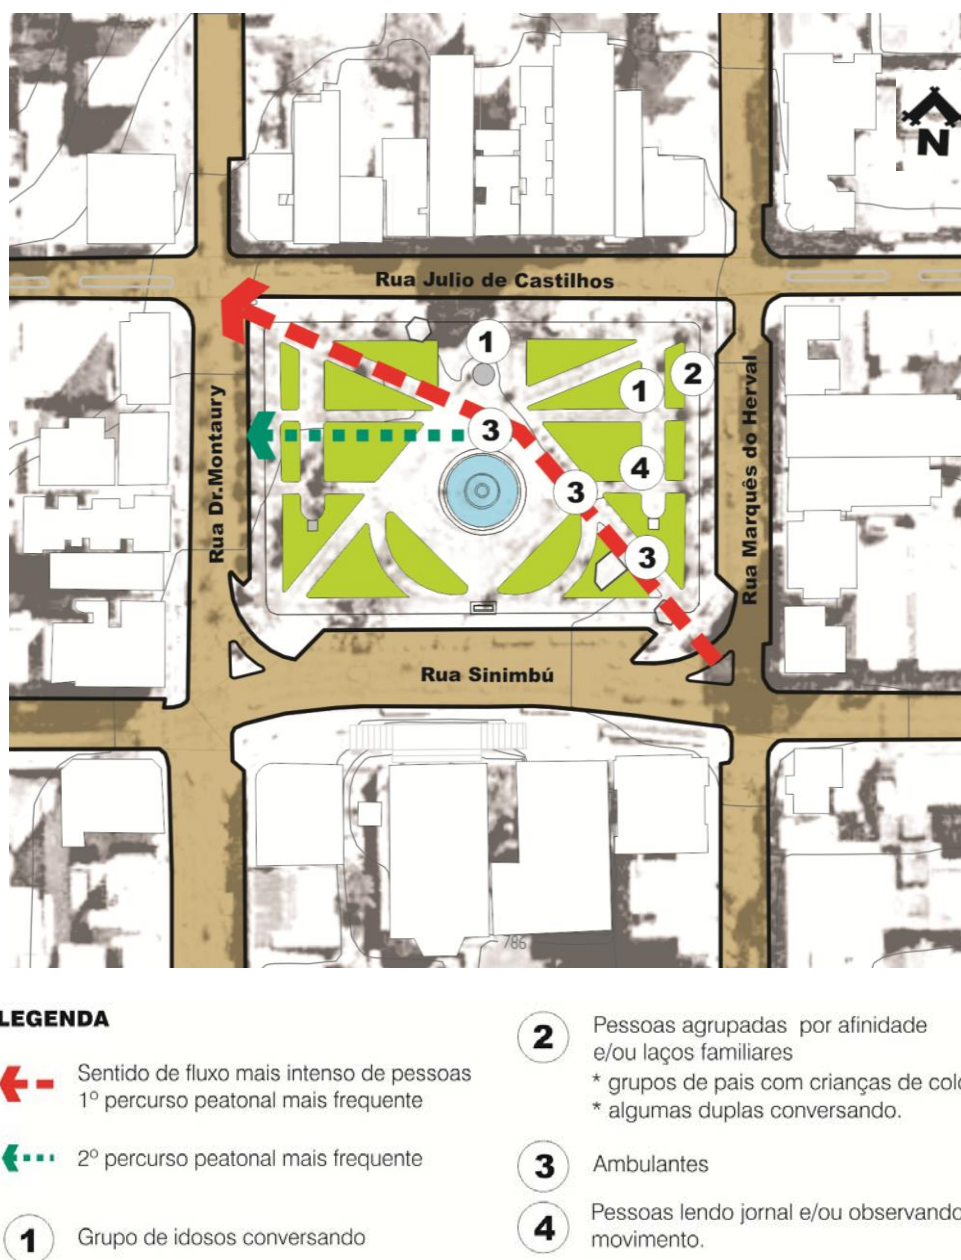 N
Rua Julio de Castilhos
1
2
1
3
4
3
3
Rua Dr.Montaury
Rua Marquês do Herval
Rua Sinimbú
786
LEGENDA
Sentido de fluxo mais intenso de pessoas
1º percurso peatonal mais frequente
2º percurso peatonal mais frequente
1 Grupo de idosos conversando
2 Pessoas agrupadas por afinidade
e/ou laços familiares
* grupos de pais com crianças de colo
* algumas duplas conversando.
3 Ambulantes
4 Pessoas lendo jornal e/ou observando
movimento.